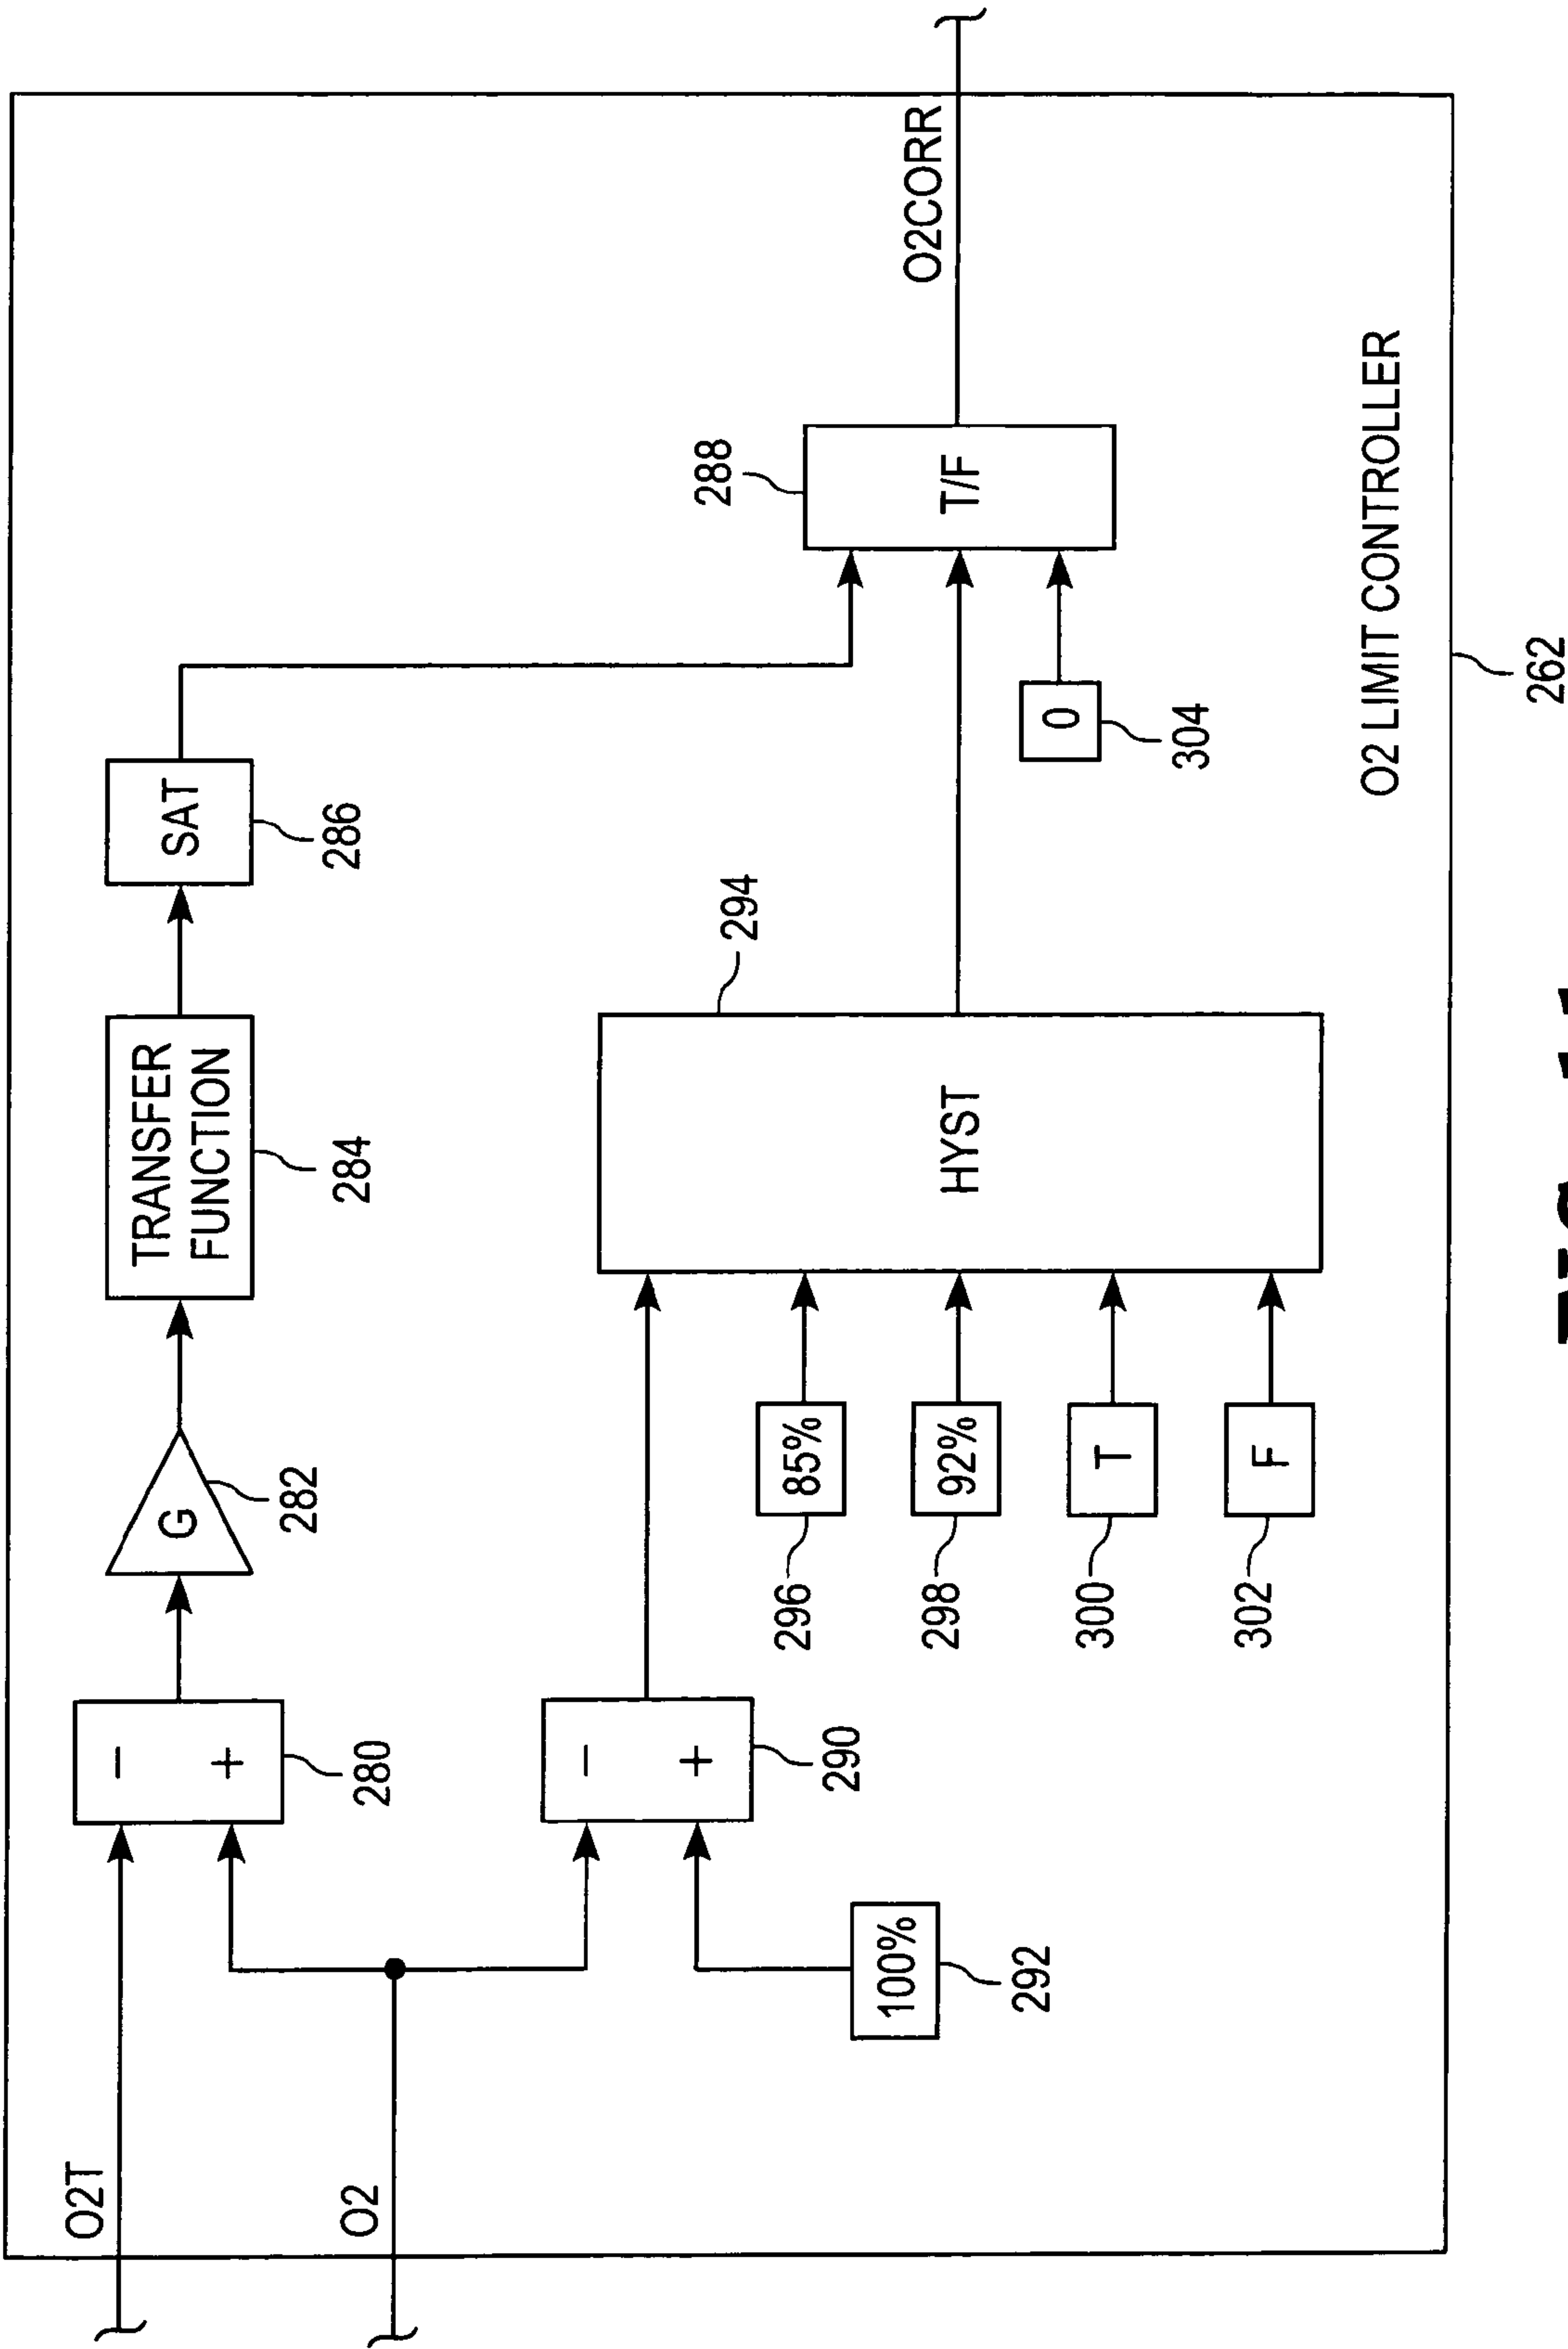 O2T
O2
−
+
280
G
282
TRANSFER
FUNCTION
284
SAT
286
−
+
290
100%
292
85%
296
92%
298
T
300
F
302
HYST
294
0
304
T/F
288
O2CORR
O2 LIMIT CONTROLLER
262